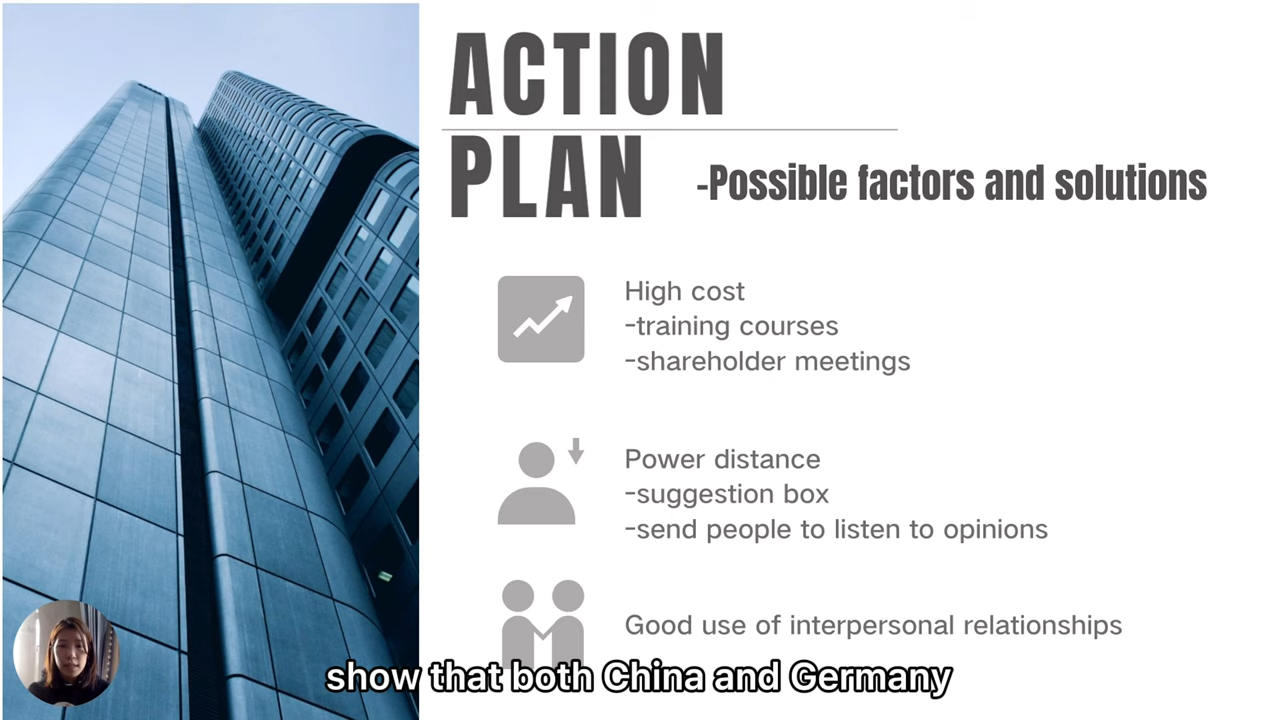 ACTION
PLAN
-Possible factors and solutions
High cost
-training courses
-shareholder meetings
Power distance
-suggestion box
-send people to listen to opinions
Good use of interpersonal relationships
show that both China and Germany